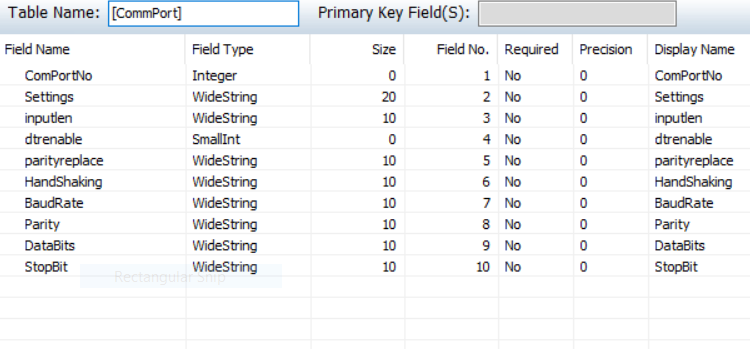 Table Name: [CommPort] Primary Key Field(S):
Field Name Field Type Size Field No. Required Precision Display Name
ComPortNo Integer 0 1 No 0 ComPortNo
Settings WideString 20 2 No 0 Settings
inputlen WideString 10 3 No 0 inputlen
dtrenable SmallInt 0 4 No 0 dtrenable
parityreplace WideString 10 5 No 0 parityreplace
HandShaking WideString 10 6 No 0 HandShaking
BaudRate WideString 10 7 No 0 BaudRate
Parity WideString 10 8 No 0 Parity
DataBits WideString 10 9 No 0 DataBits
StopBit WideString 10 10 No 0 StopBit
Rectangular Snip